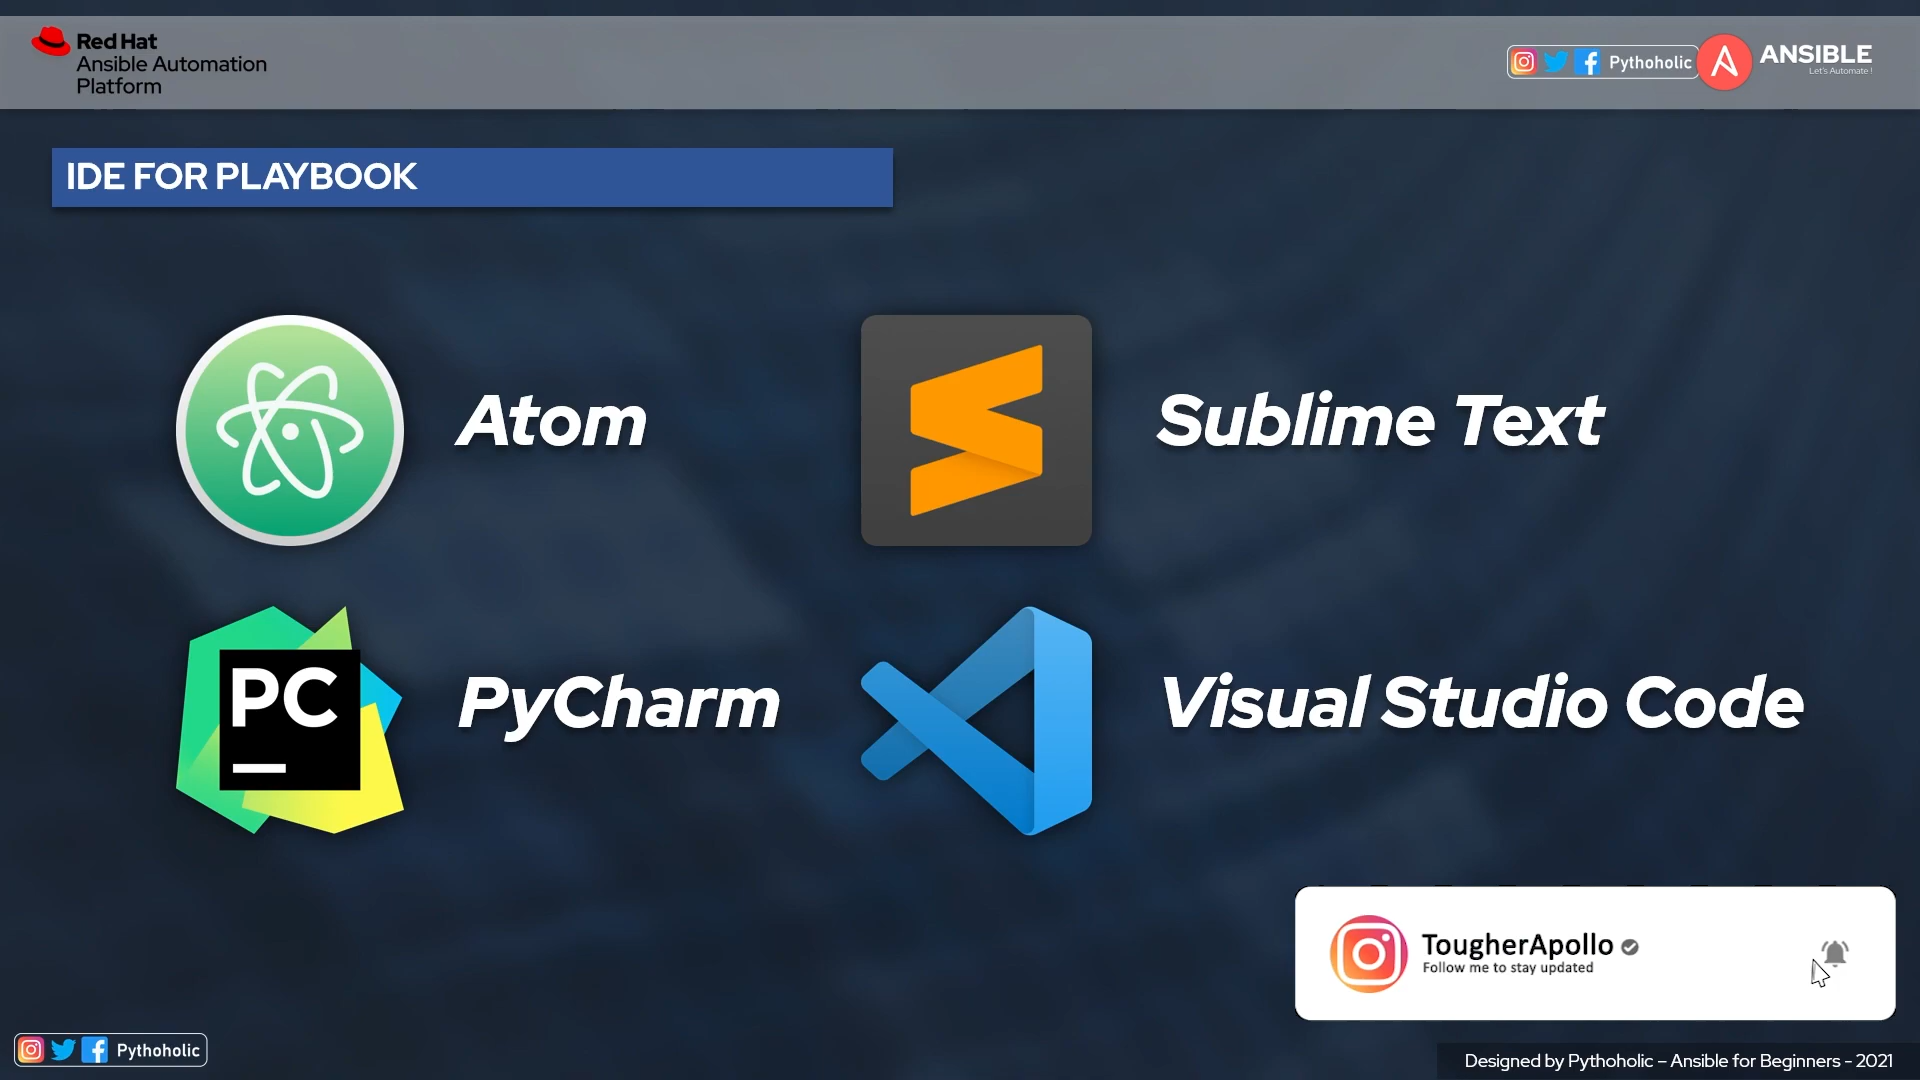 Red Hat
Ansible Automation
Platform
Pythoholic
ANSIBLE
Let's Automate !
IDE FOR PLAYBOOK
Atom
Sublime Text
PC
PyCharm
Visual Studio Code
TougherApollo
Follow me to stay updated
Pythoholic
Designed by Pythoholic – Ansible for Beginners - 2021